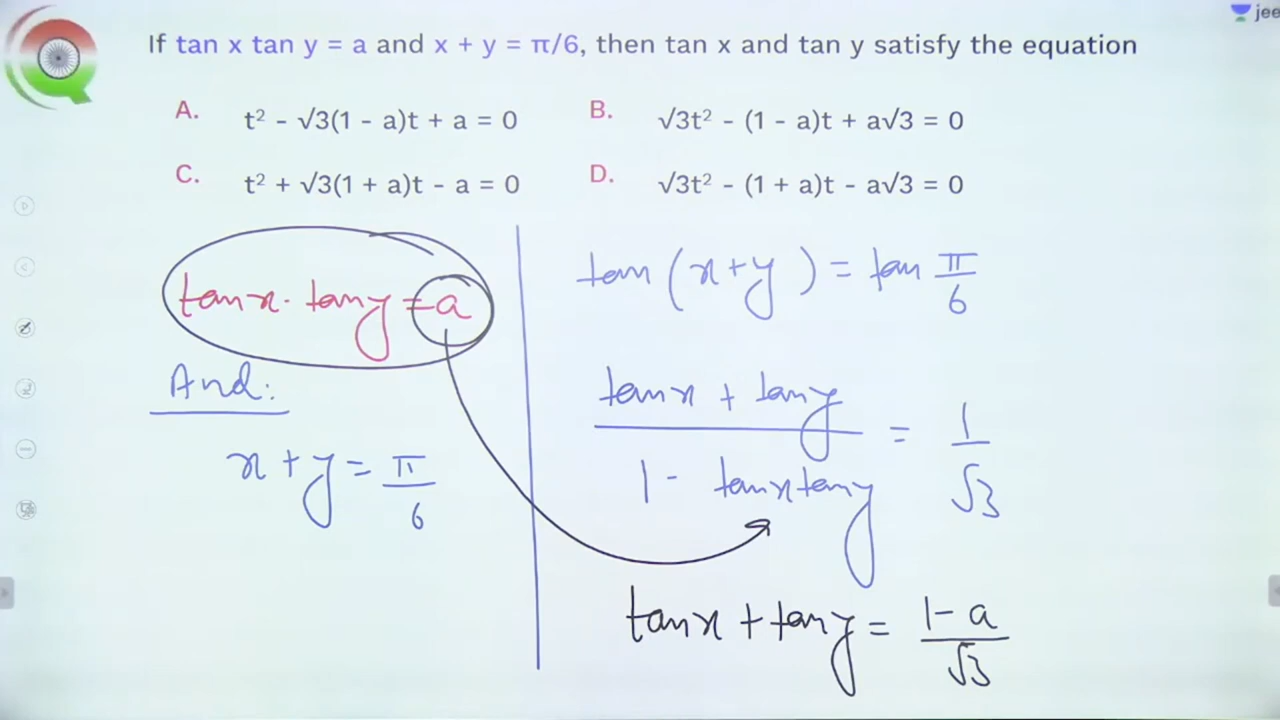 jee
If tan x tan y = a and x + y = π/6, then tan x and tan y satisfy the equation
A. t² - √3(1 - a)t + a = 0
B. √3t² - (1 - a)t + a√3 = 0
C. t² + √3(1 + a)t - a = 0
D. √3t² - (1 + a)t - a√3 = 0
tanx · tany = a
And:
x + y = π/6
tan (x+y) = tan π/6
tanx + tany / 1 - tanxtany = 1/√3
tanx + tany = 1-a/√3